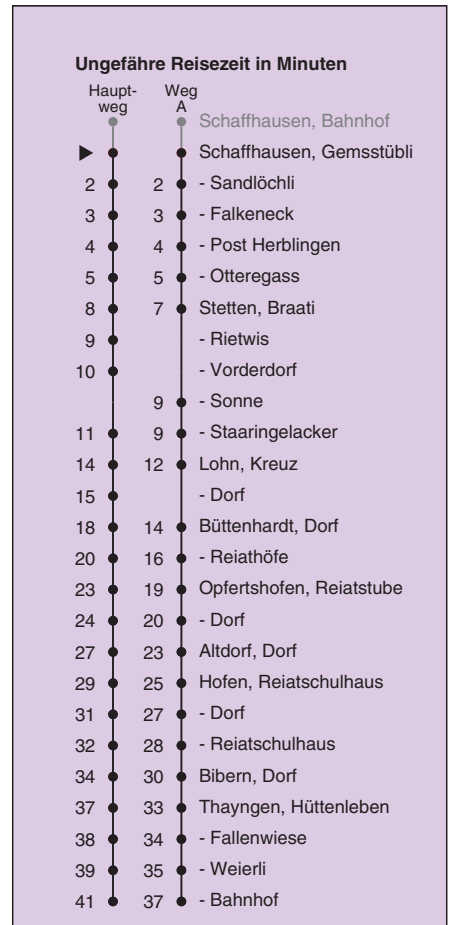 Ungefähre Reisezeit in Minuten
Haupt- Weg
weg A
Schaffhausen, Bahnhof
Schaffhausen, Gemsstübli
2 2 - Sandlöchli
3 3 - Falkeneck
4 4 - Post Herblingen
5 5 - Otteregass
8 7 Stetten, Braati
9 - Rietwis
10 - Vorderdorf
9 - Sonne
11 9 - Staaringelacker
14 12 Lohn, Kreuz
15 - Dorf
18 14 Büttenhardt, Dorf
20 16 - Reiathöfe
23 19 Opfertshofen, Reiatstube
24 20 - Dorf
27 23 Altdorf, Dorf
29 25 Hofen, Reiatschulhaus
31 27 - Dorf
32 28 - Reiatschulhaus
34 30 Bibern, Dorf
37 33 Thayngen, Hüttenleben
38 34 - Fallenwiese
39 35 - Weierli
41 37 - Bahnhof